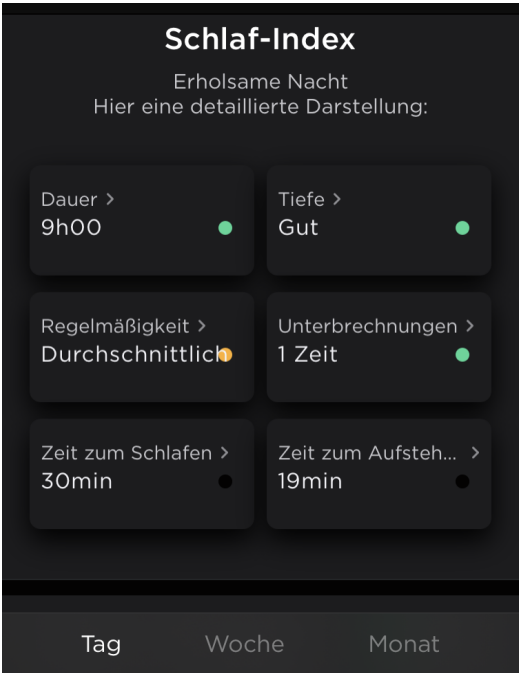 Schlaf-Index
Erholsame Nacht
Hier eine detaillierte Darstellung:
Dauer >
9h00
Tiefe >
Gut
Regelmäßigkeit >
Durchschnittlich
Unterbrechnungen >
1 Zeit
Zeit zum Schlafen >
30min
Zeit zum Aufsteh... >
19min
Tag Woche Monat